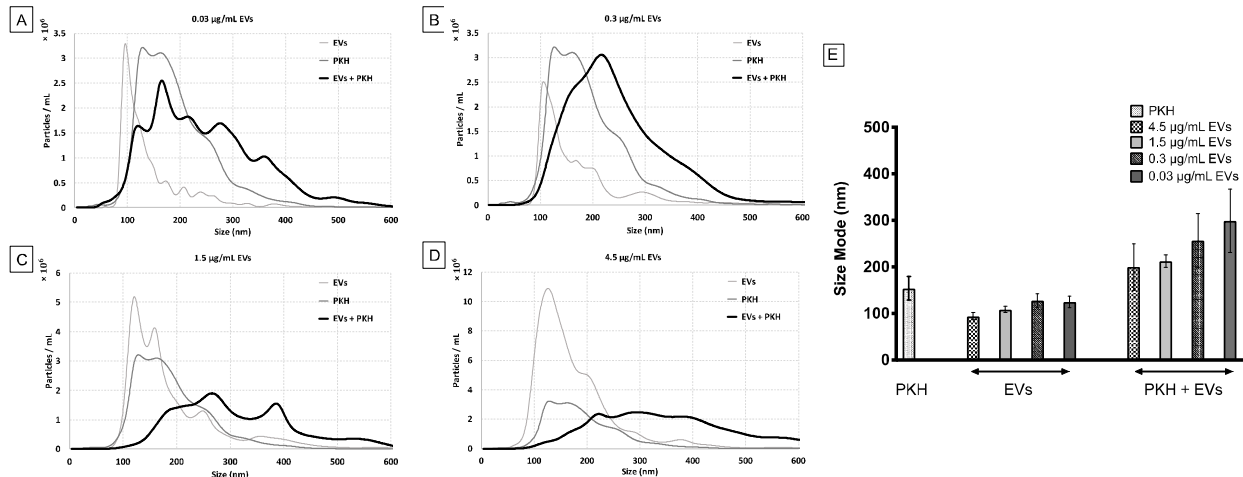 A
0.03 µg/mL EVs
× 10⁶
Particles / mL
3.5
3
2.5
2
1.5
1
0.5
0
EVs
PKH
EVs + PKH
0 100 200 300 400 500 600
Size (nm)
B
0.3 µg/mL EVs
× 10⁶
Particles / mL
3.5
3
2.5
2
1.5
1
0.5
0
EVs
PKH
EVs + PKH
0 100 200 300 400 500 600
Size (nm)
C
1.5 µg/mL EVs
× 10⁶
Particles / mL
6
5
4
3
2
1
0
EVs
PKH
EVs + PKH
0 100 200 300 400 500 600
Size (nm)
D
4.5 µg/mL EVs
× 10⁶
Particles / mL
12
10
8
6
4
2
0
EVs
PKH
EVs + PKH
0 100 200 300 400 500 600
Size (nm)
E
PKH
4.5 µg/mL EVs
1.5 µg/mL EVs
0.3 µg/mL EVs
0.03 µg/mL EVs
Size Mode (nm)
500
400
300
200
100
0
PKH EVs PKH + EVs